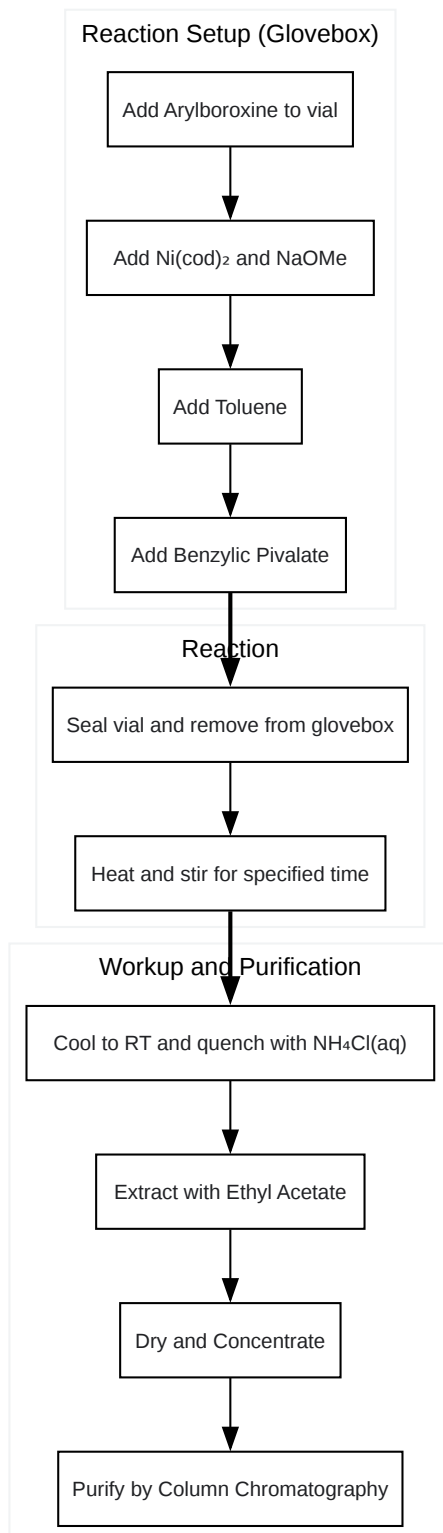 Reaction Setup (Glovebox)
Add Arylboroxine to vial
Add Ni(cod)₂ and NaOMe
Add Toluene
Add Benzylic Pivalate
Reaction
Seal vial and remove from glovebox
Heat and stir for specified time
Workup and Purification
Cool to RT and quench with NH₄Cl(aq)
Extract with Ethyl Acetate
Dry and Concentrate
Purify by Column Chromatography